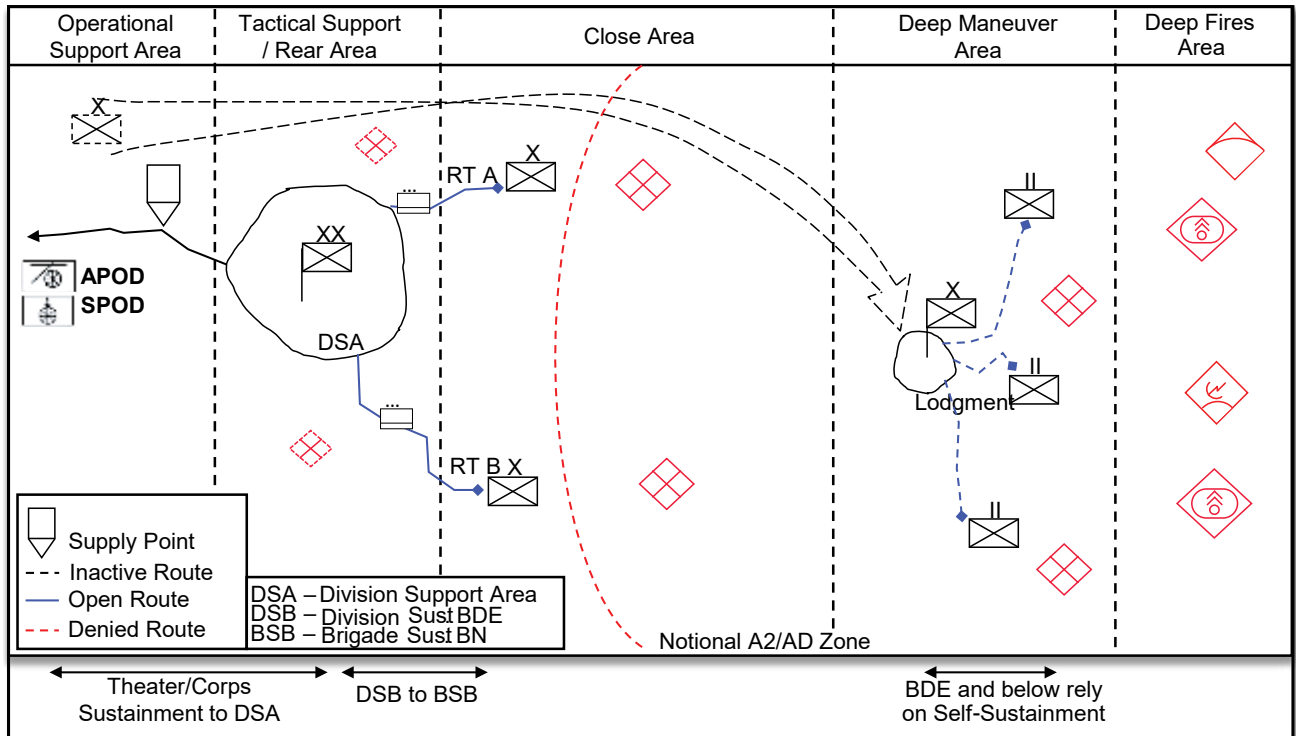 Operational
Support Area
Tactical Support
/ Rear Area
Close Area
Deep Maneuver
Area
Deep Fires
Area
X
RT A
X
...
XX
APOD
SPOD
DSA
...
RT B X
II
X
II
Lodgment
II
Supply Point
Inactive Route
Open Route
Denied Route
DSA – Division Support Area
DSB – Division Sust BDE
BSB – Brigade Sust BN
Notional A2/AD Zone
Theater/Corps
Sustainment to DSA
DSB to BSB
BDE and below rely
on Self-Sustainment